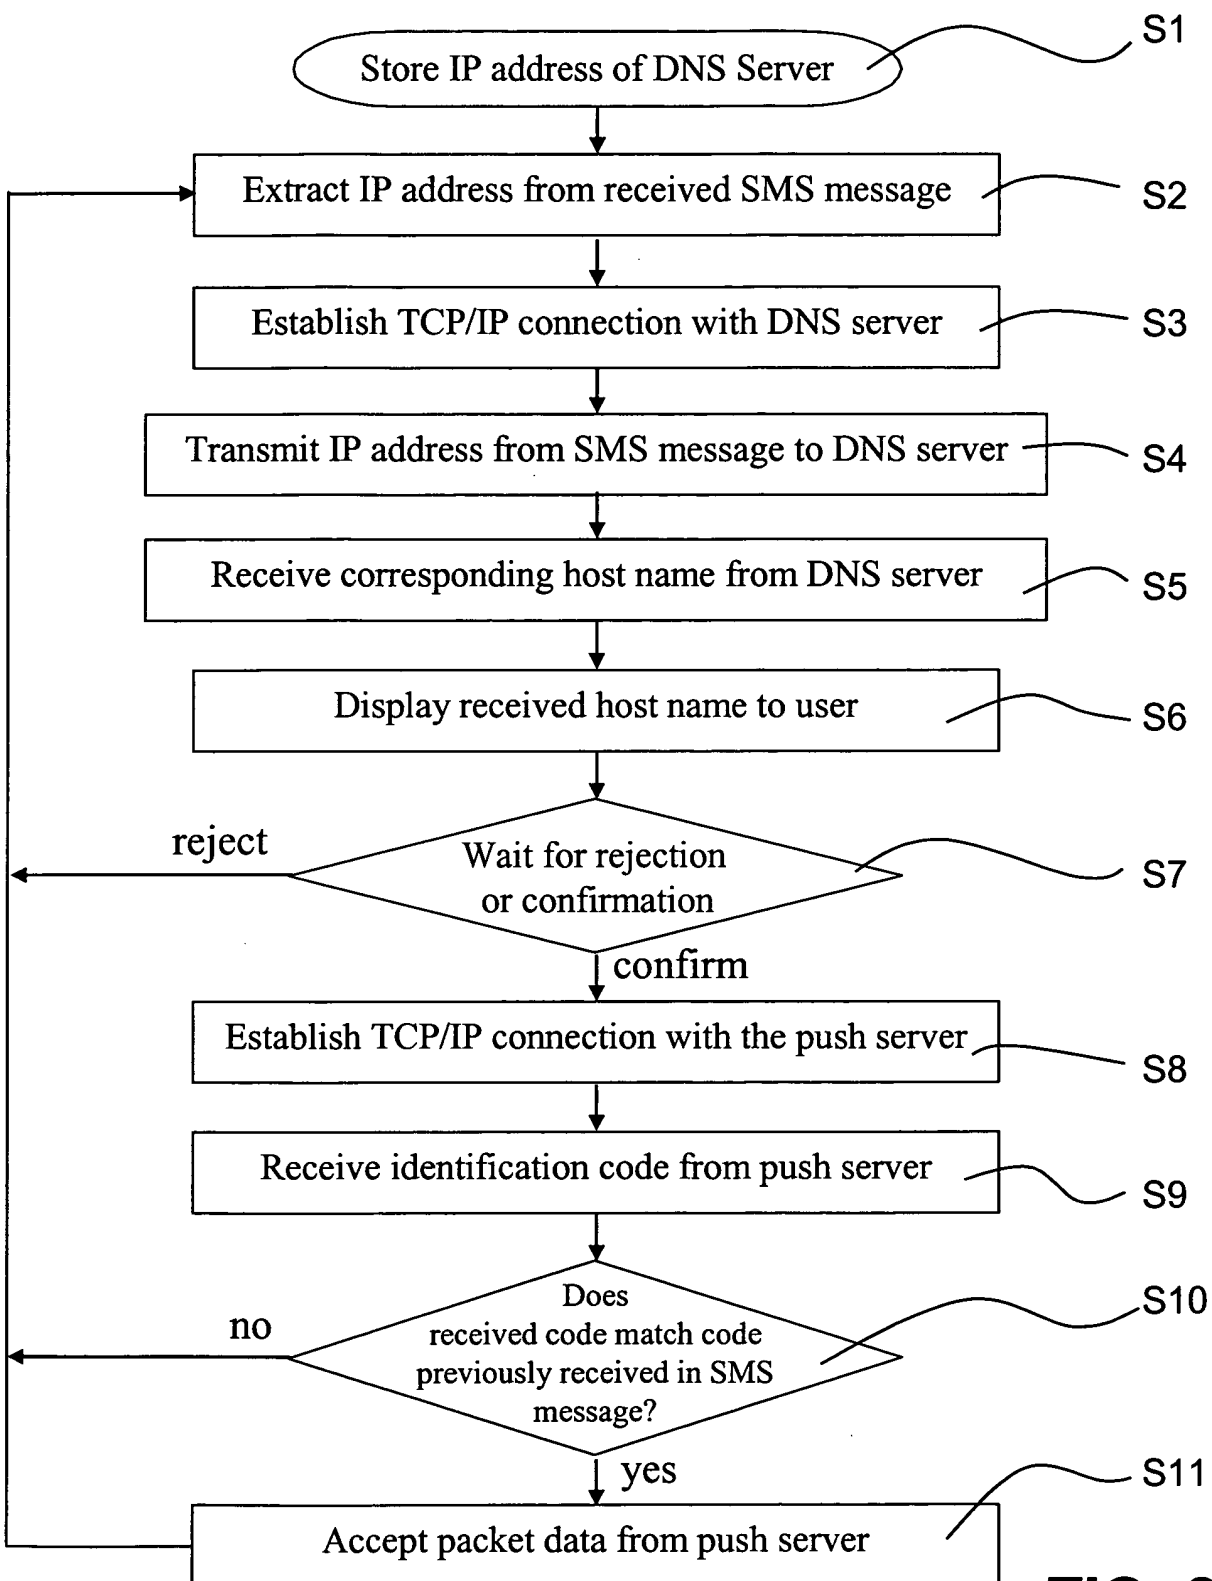 Store IP address of DNS Server
S1
Extract IP address from received SMS message
S2
Establish TCP/IP connection with DNS server
S3
Transmit IP address from SMS message to DNS server
S4
Receive corresponding host name from DNS server
S5
Display received host name to user
S6
reject
Wait for rejection
or confirmation
S7
confirm
Establish TCP/IP connection with the push server
S8
Receive identification code from push server
S9
no
Does
received code match code
previously received in SMS
message?
S10
yes
Accept packet data from push server
S11